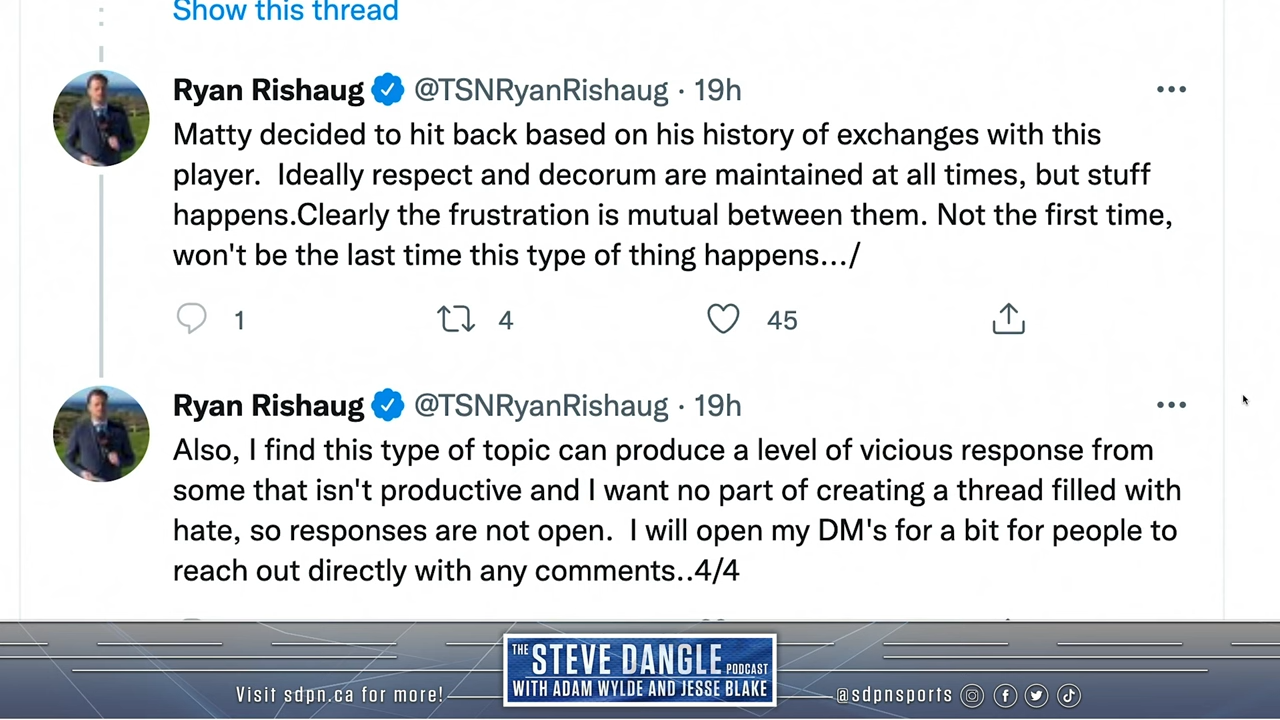 Show this thread
Ryan Rishaug @TSNRyanRishaug · 19h
Matty decided to hit back based on his history of exchanges with this
player.  Ideally respect and decorum are maintained at all times, but stuff
happens.Clearly the frustration is mutual between them. Not the first time,
won't be the last time this type of thing happens.../
1 4 45
Ryan Rishaug @TSNRyanRishaug · 19h
Also, I find this type of topic can produce a level of vicious response from
some that isn't productive and I want no part of creating a thread filled with
hate, so responses are not open.  I will open my DM's for a bit for people to
reach out directly with any comments..4/4
THE STEVE DANGLE PODCAST
WITH ADAM WYLDE AND JESSE BLAKE
Visit sdpn.ca for more!
@sdpnsports